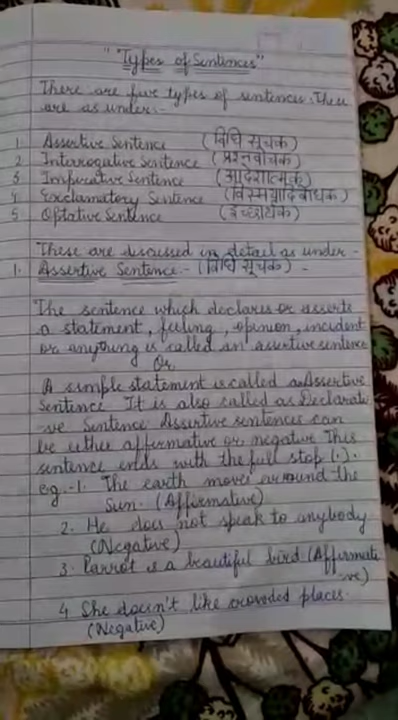 "Types of Sentences"
There are five types of sentences. These
are as under:-
1. Assertive Sentence (विधि सूचक)
2. Interrogative Sentence (प्रश्नवाचक)
3 Imperative Sentence (आदेशात्मक)
4 Exclamatory Sentence (विस्मयादिबोधक)
5 Optative Sentence (इच्छार्थक)
These are discussed in detail as under-
1. Assertive Sentence:- (विधि सूचक) -
The sentence which declares or asserts
a statement, feeling, opinion, incident
or anything is called an assertive sentence
Or
A simple statement is called a Assertive
Sentence. It is also called as Declarati
-ve Sentence Assertive sentences can
be either affirmative or negative This
sentence ends with the full stop (.).
eg.-1. The earth moves around the
Sun. (Affirmative)
2. He does not speak to anybody
(Negative)
3. Parrot is a beautiful bird (Affirmati
-ve)
4 She doesn't like crowded places.
(Negative)